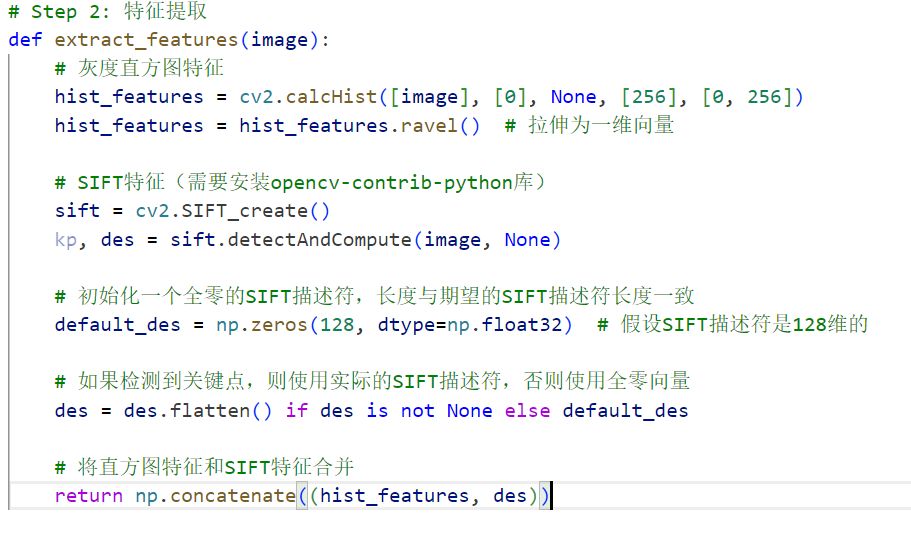 # Step 2: 特征提取
def extract_features(image):
    # 灰度直方图特征
    hist_features = cv2.calcHist([image], [0], None, [256], [0, 256])
    hist_features = hist_features.ravel()  # 拉伸为一维向量
    # SIFT特征（需要安装opencv-contrib-python库）
    sift = cv2.SIFT_create()
    kp, des = sift.detectAndCompute(image, None)
    # 初始化一个全零的SIFT描述符，长度与期望的SIFT描述符长度一致
    default_des = np.zeros(128, dtype=np.float32)  # 假设SIFT描述符是128维的
    # 如果检测到关键点，则使用实际的SIFT描述符，否则使用全零向量
    des = des.flatten() if des is not None else default_des
    # 将直方图特征和SIFT特征合并
    return np.concatenate((hist_features, des))